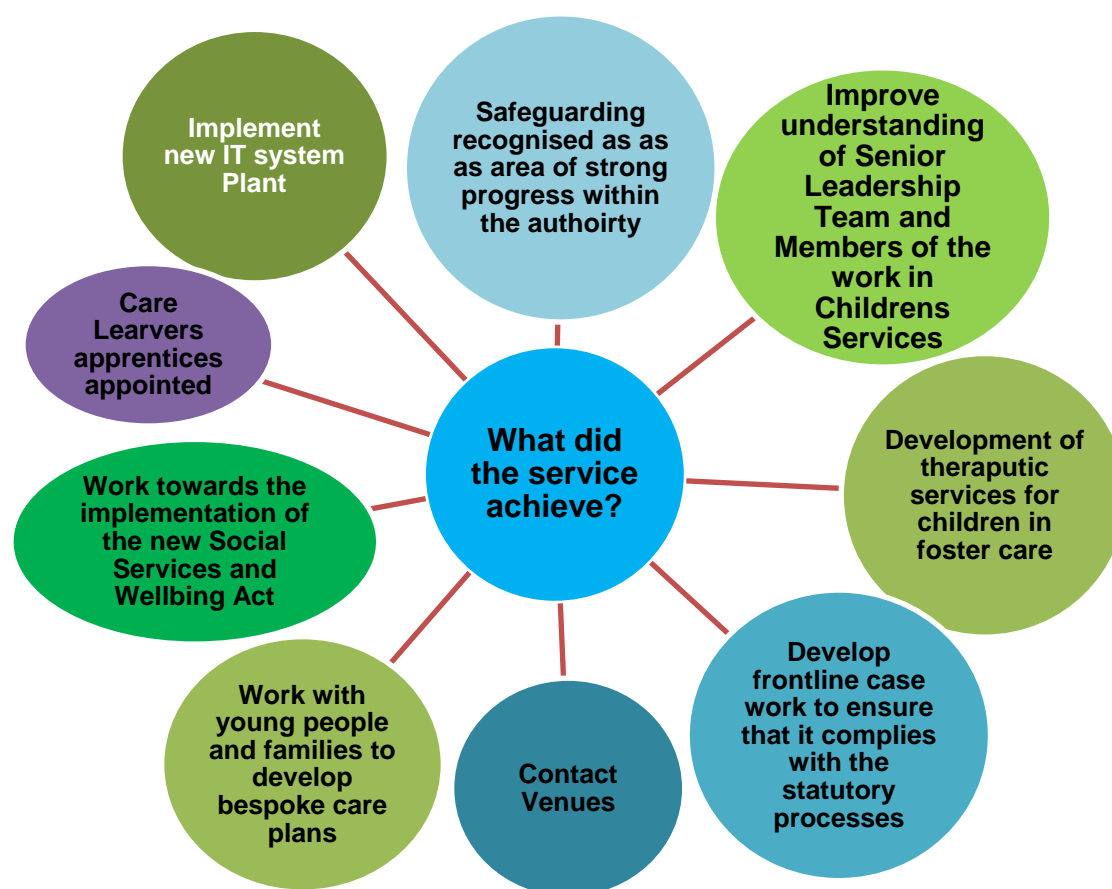 Implement
new IT system
Plant
Safeguarding
recognised as as
as area of strong
progress within
the authoirty
Improve
understanding
of Senior
Leadership
Team and
Members of the
work in
Childrens
Services
Care
Learvers
apprentices
appointed
What did
the service
achieve?
Development of
theraputic
services for
children in
foster care
Work towards the
implementation of
the new Social
Services and
Wellbing Act
Work with
young people
and families to
develop
bespoke care
plans
Contact
Venues
Develop
frontline case
work to ensure
that it complies
with the
statutory
processes